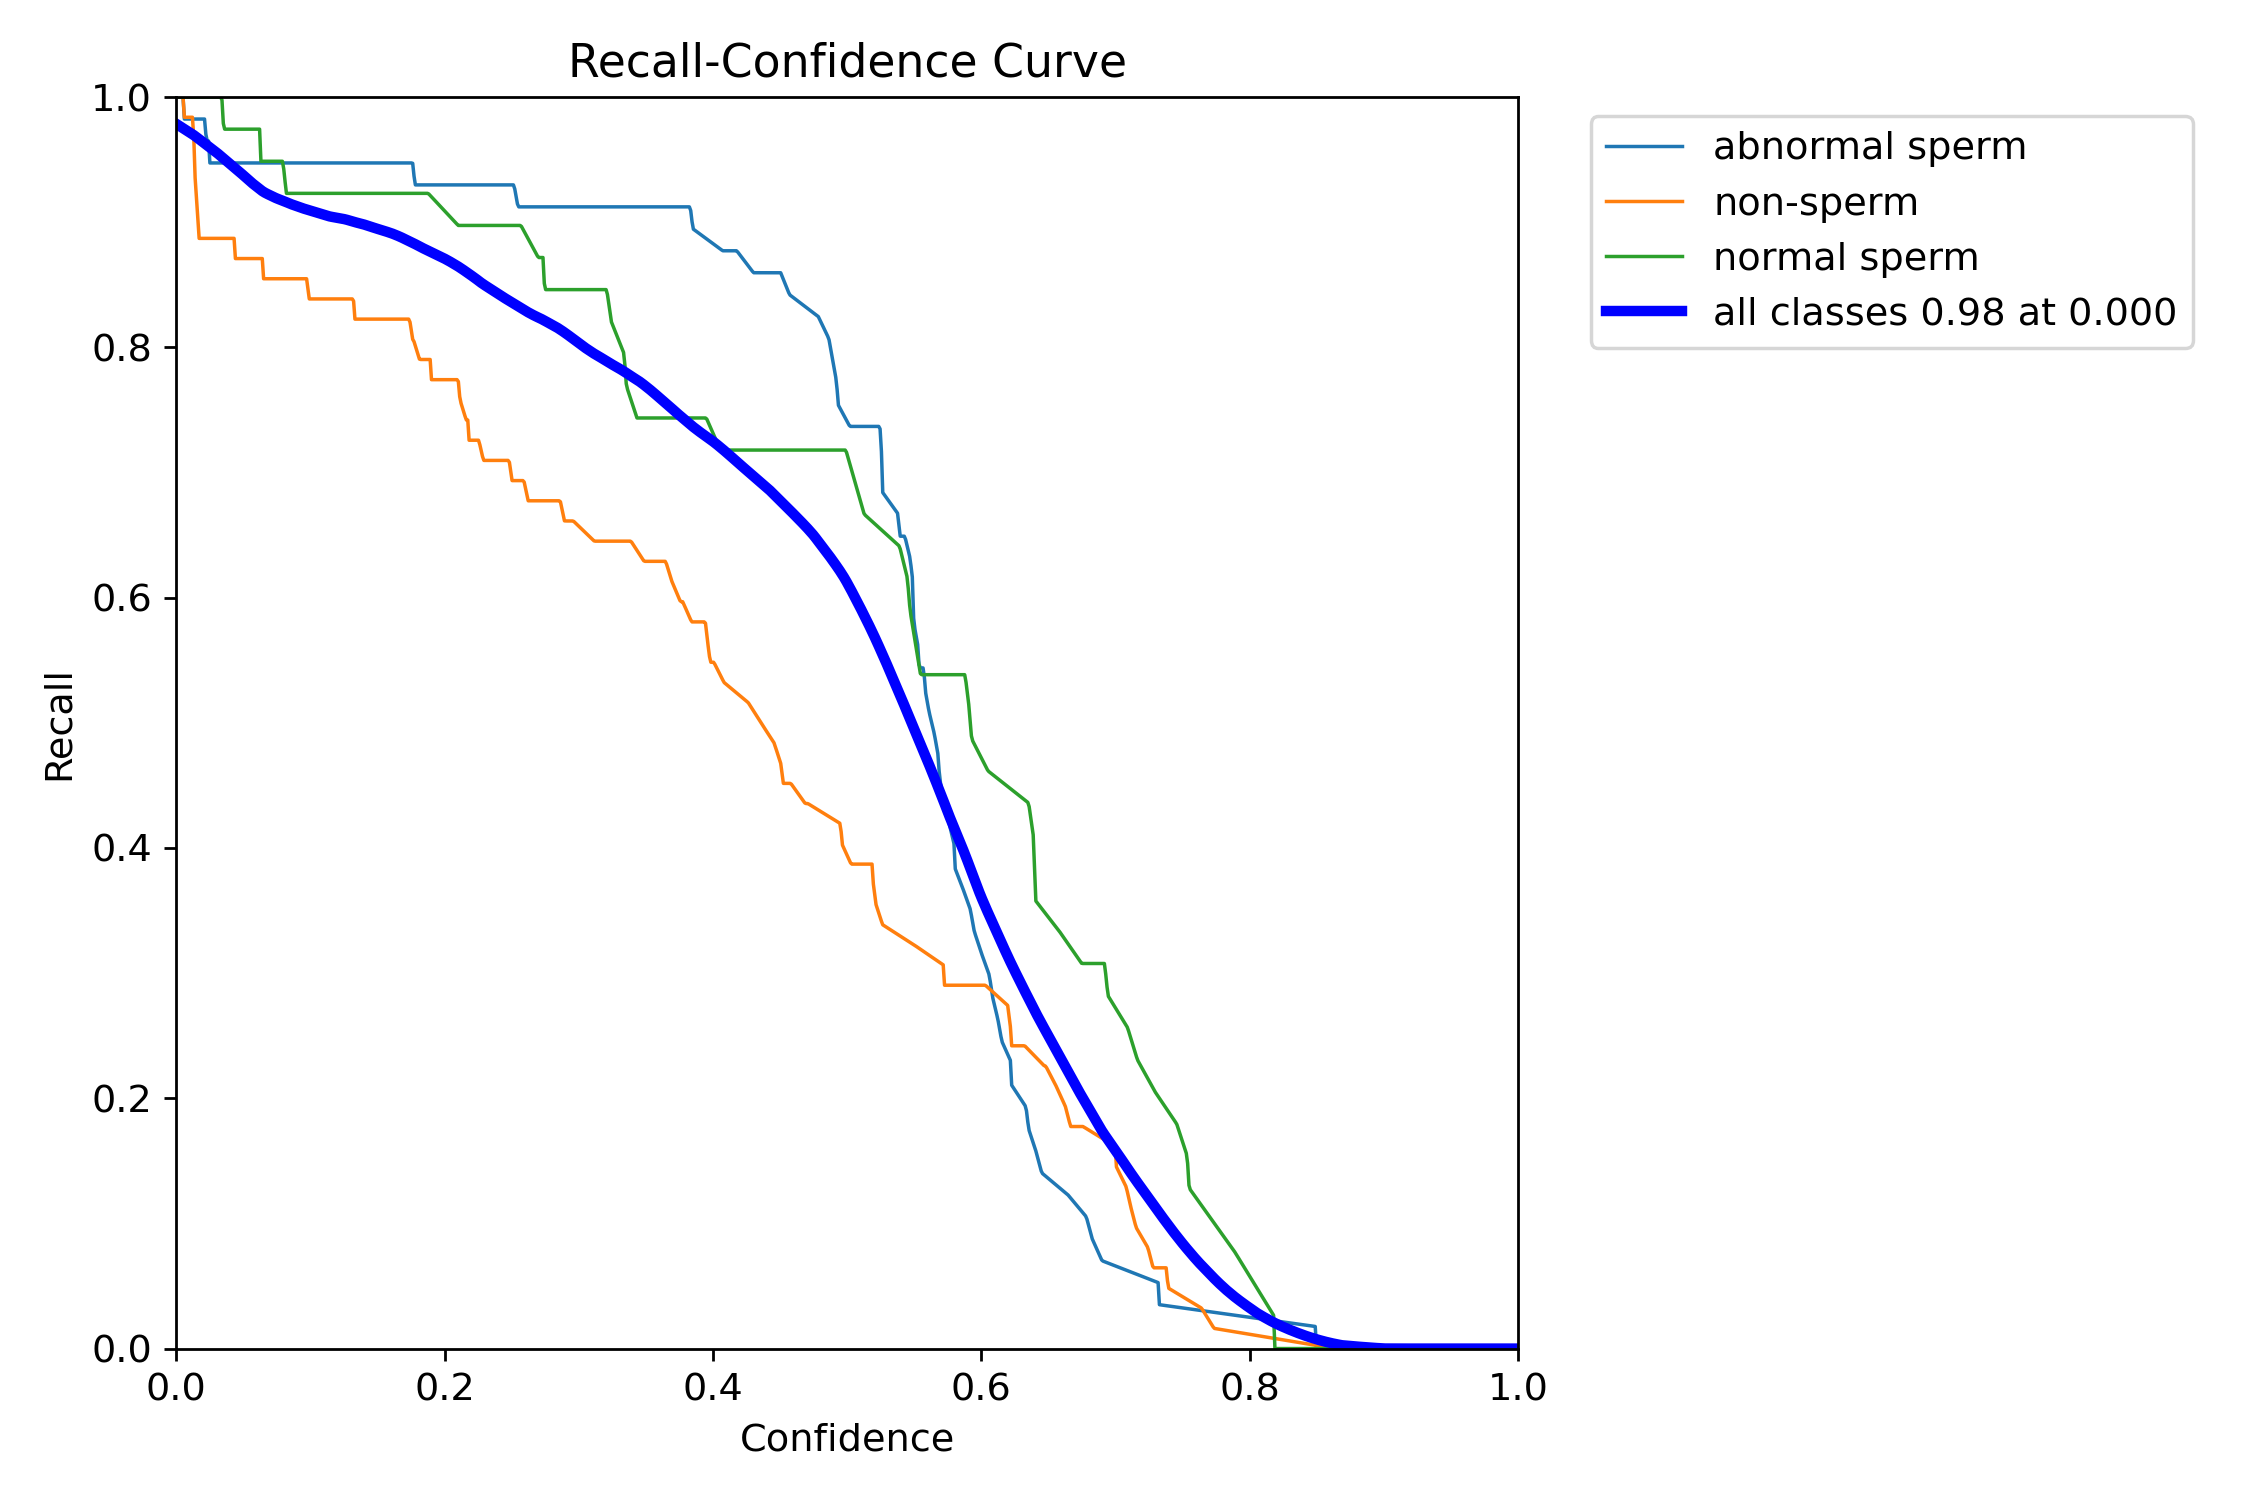 Recall-Confidence Curve
1.0
0.8
0.6
0.4
0.2
0.0
Recall
0.0 0.2 0.4 0.6 0.8 1.0
Confidence
abnormal sperm
non-sperm
normal sperm
all classes 0.98 at 0.000